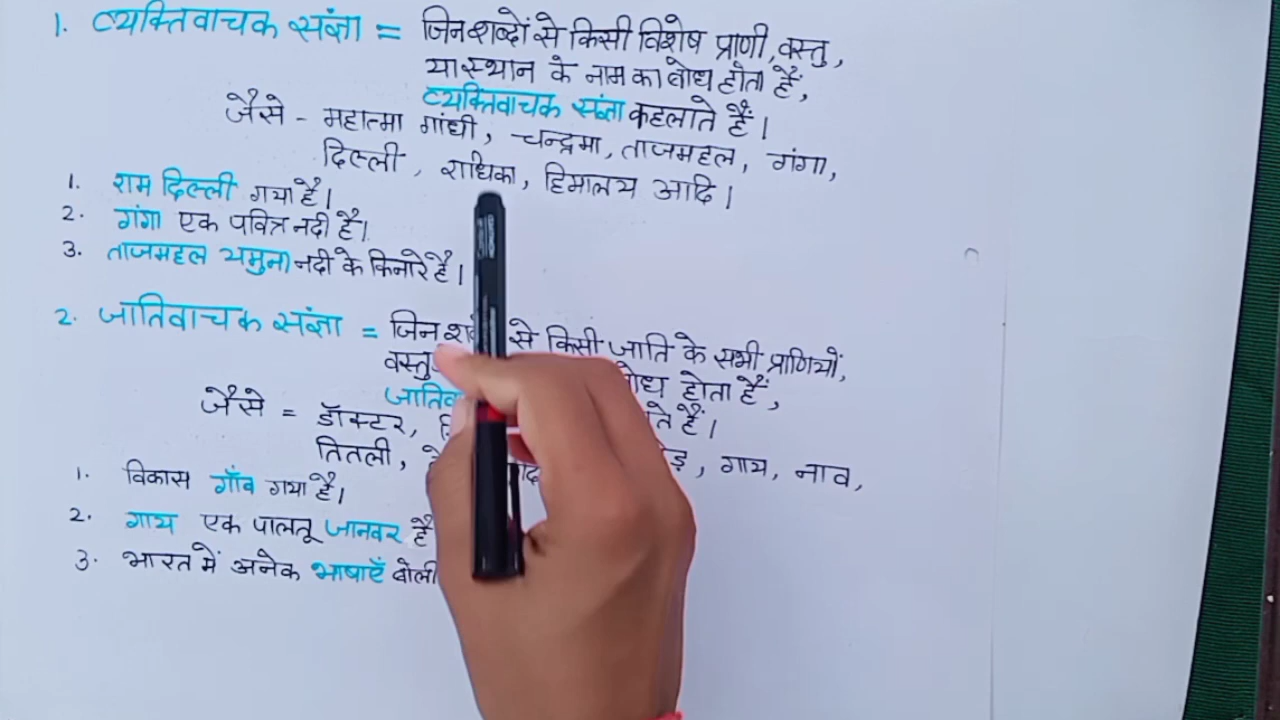 1. व्यक्तिवाचक संज्ञा = जिन शब्दों से किसी विशेष प्राणी, वस्तु,
या स्थान के नाम का बोध होता है,
व्यक्तिवाचक संज्ञा कहलाते हैं।
जैसे - महात्मा गांधी, चन्द्रमा, ताजमहल, गंगा,
दिल्ली, राधिका, हिमालय आदि।
1. राम दिल्ली गया है।
2. गंगा एक पवित्र नदी है।
3. ताजमहल यमुना नदी के किनारे है।
2. जातिवाचक संज्ञा = जिन से किसी जाति के सभी प्राणियों,
होता है,
हैं।
जैसे = डॉक्टर,
तितली, गाय, नाव,
1. विकास गाँव गया है।
2. गाय एक पालतू जानवर है
3. भारत में अनेक भाषाएँ